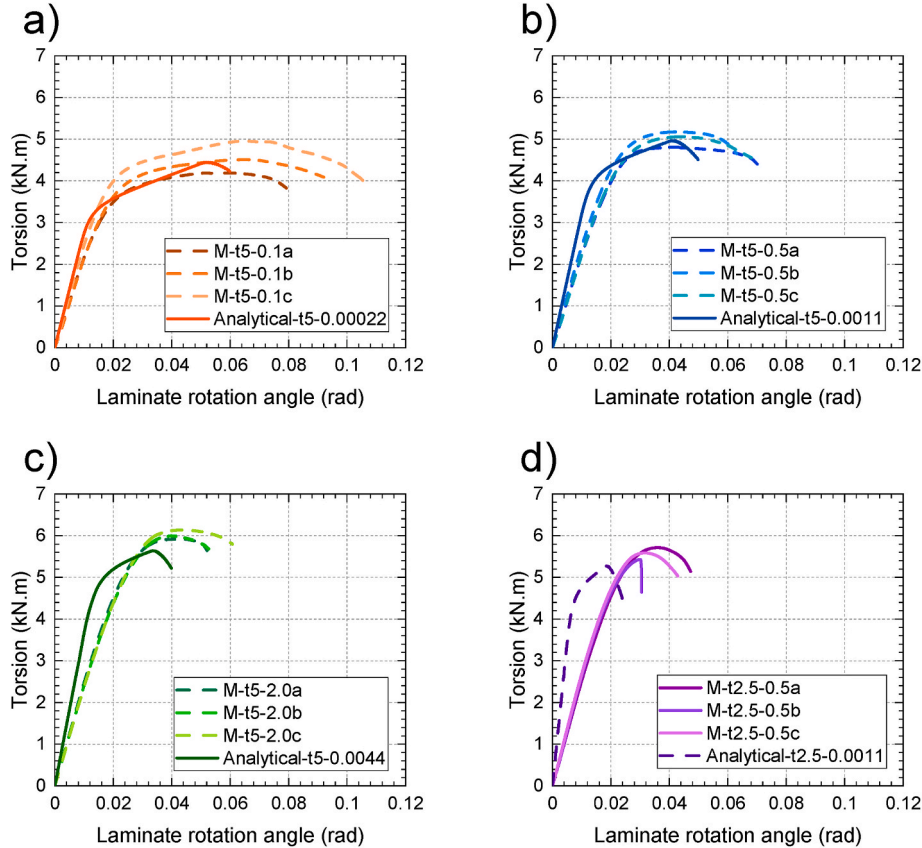 a)
7
6
5
4
3
2
1
0
Torsion (kN.m)
M-t5-0.1a
M-t5-0.1b
M-t5-0.1c
Analytical-t5-0.00022
0 0.02 0.04 0.06 0.08 0.1 0.12
Laminate rotation angle (rad)
b)
7
6
5
4
3
2
1
0
Torsion (kN.m)
M-t5-0.5a
M-t5-0.5b
M-t5-0.5c
Analytical-t5-0.0011
0 0.02 0.04 0.06 0.08 0.1 0.12
Laminate rotation angle (rad)
c)
7
6
5
4
3
2
1
0
Torsion (kN.m)
M-t5-2.0a
M-t5-2.0b
M-t5-2.0c
Analytical-t5-0.0044
0 0.02 0.04 0.06 0.08 0.1 0.12
Laminate rotation angle (rad)
d)
7
6
5
4
3
2
1
0
Torsion (kN.m)
M-t2.5-0.5a
M-t2.5-0.5b
M-t2.5-0.5c
Analytical-t2.5-0.0011
0 0.02 0.04 0.06 0.08 0.1 0.12
Laminate rotation angle (rad)